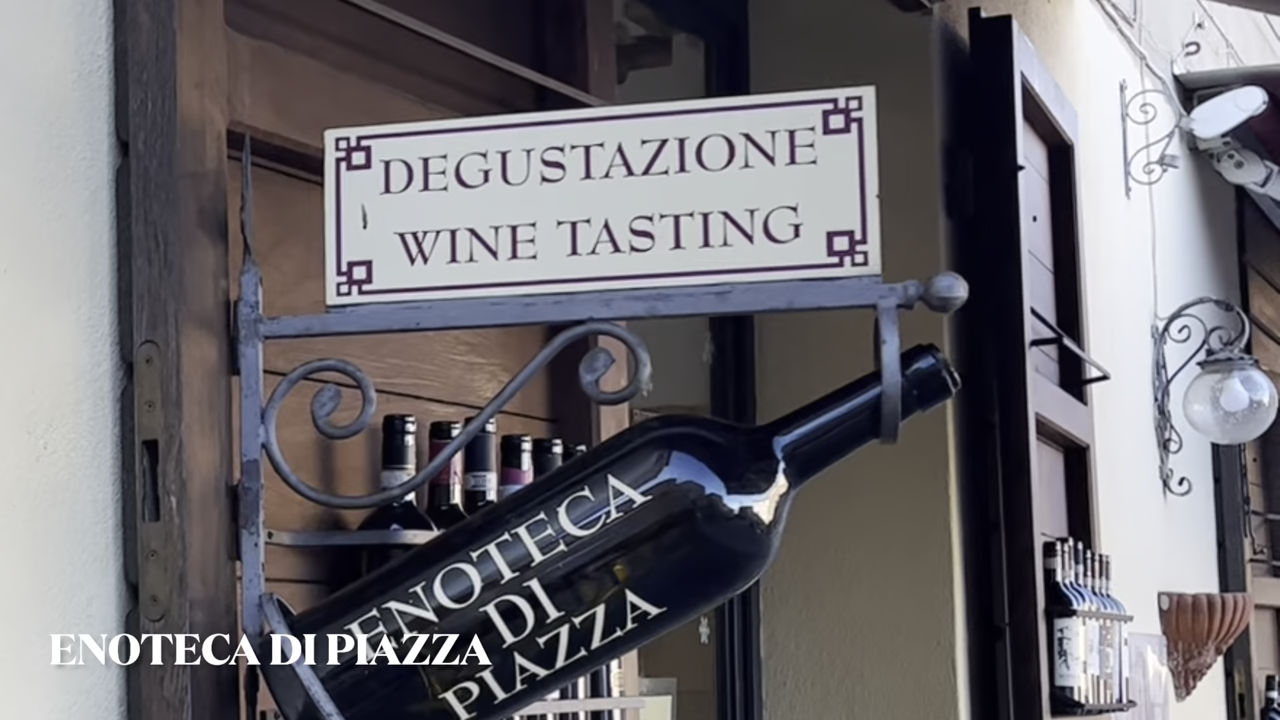 DEGUSTAZIONE
WINE TASTING
ENOTECA
DI
PIAZZA
ENOTECA DI PIAZZA